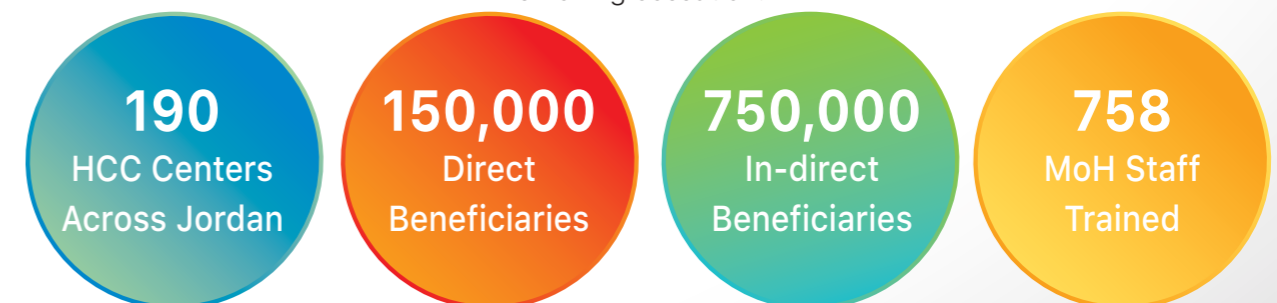 190
HCC Centers
Across Jordan
150,000
Direct
Beneficiaries
750,000
In-direct
Beneficiaries
758
MoH Staff
Trained